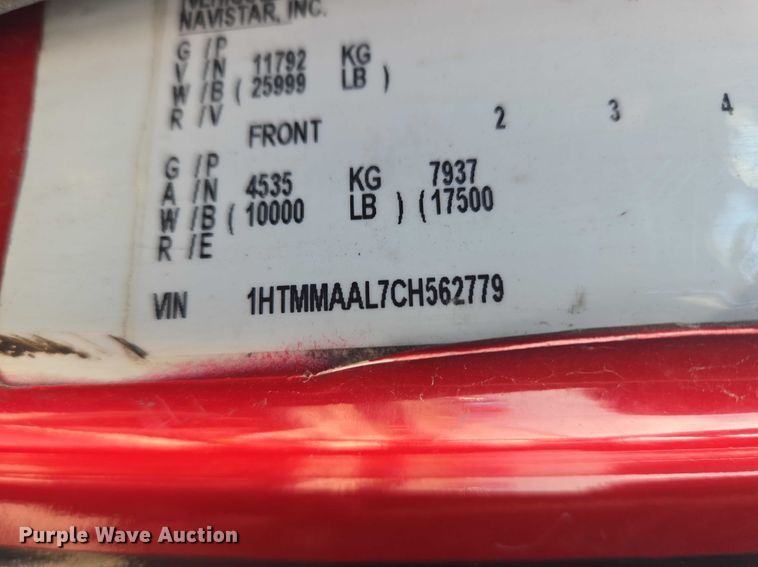 NAVISTAR, INC.
G /P
V /N 11792 KG
W /B ( 25999 LB )
R /V
FRONT 2 3 4
G /P
A /N 4535 KG 7937
W /B ( 10000 LB ) ( 17500
R /E
VIN 1HTMMAAL7CH562779
Purple Wave Auction